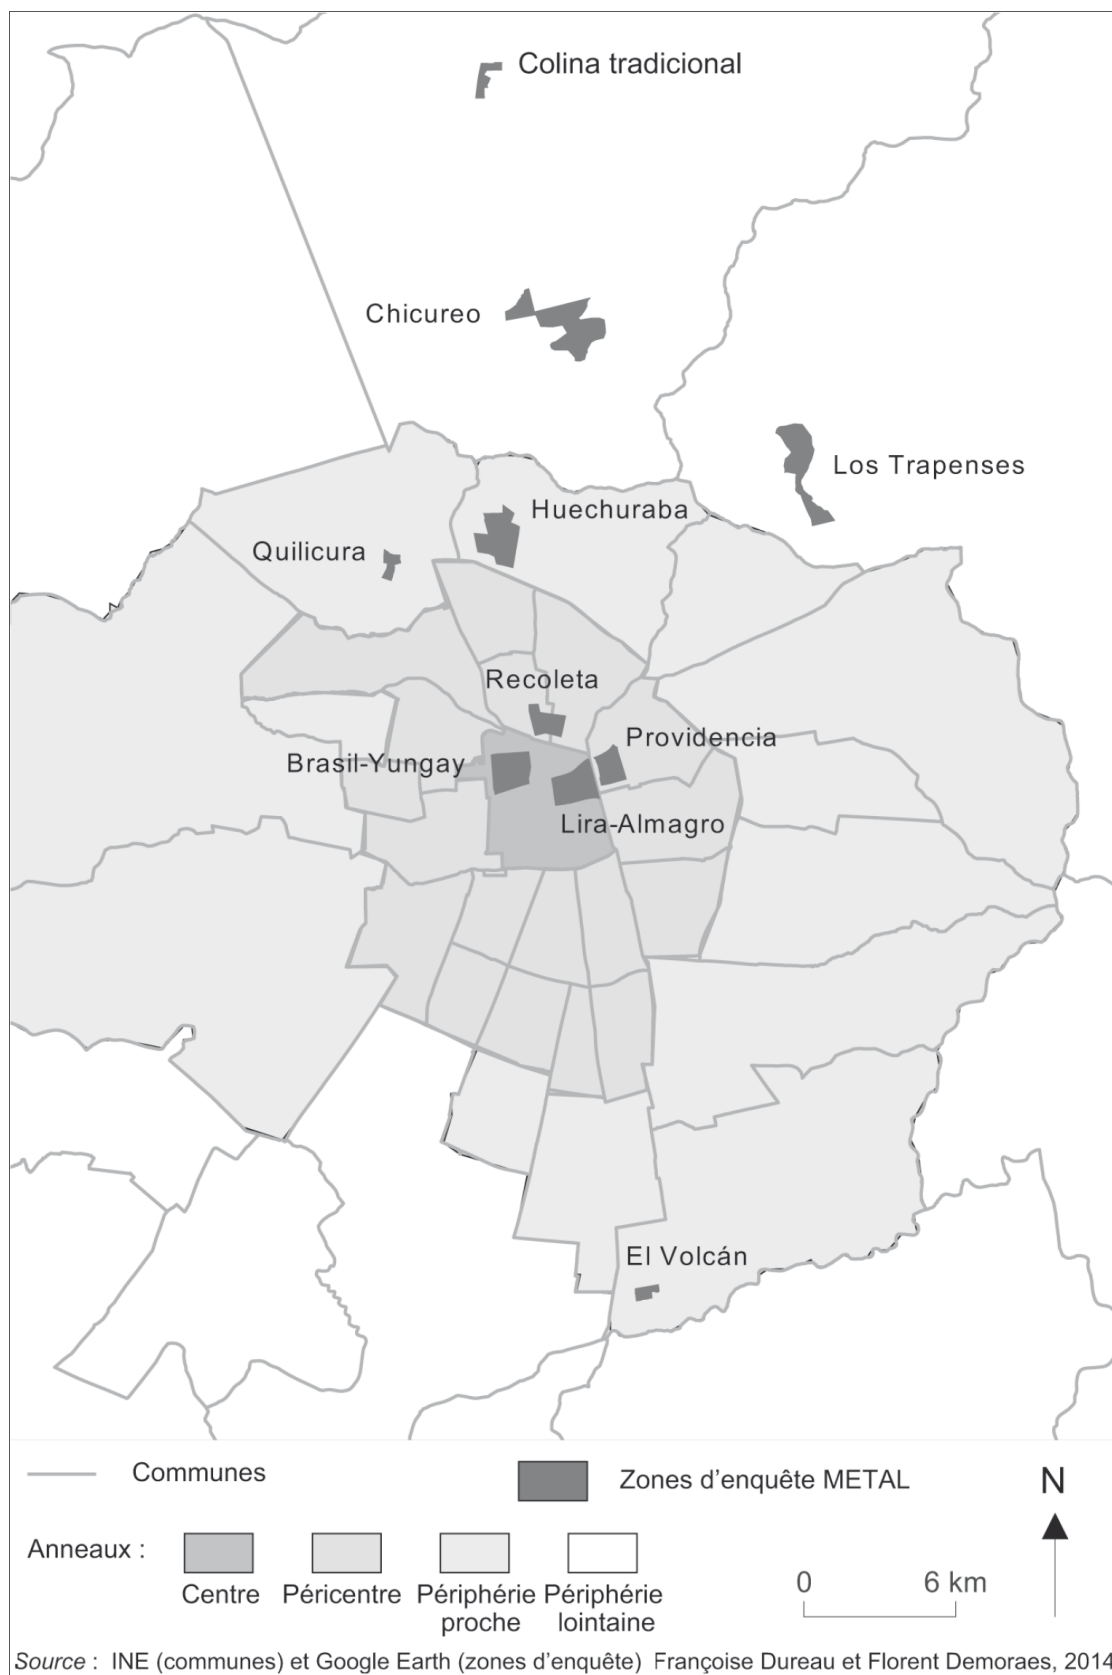 Colina tradicional
Chicureo
Los Trapenses
Huechuraba
Quilicura
Recoleta
Providencia
Brasil-Yungay
Lira-Almagro
El Volcán
Communes
Zones d'enquête METAL
N
Anneaux :
Centre
Péricentre
Périphérie
proche
Périphérie
lointaine
0 6 km
Source : INE (communes) et Google Earth (zones d'enquête) Françoise Dureau et Florent Demoraes, 2014